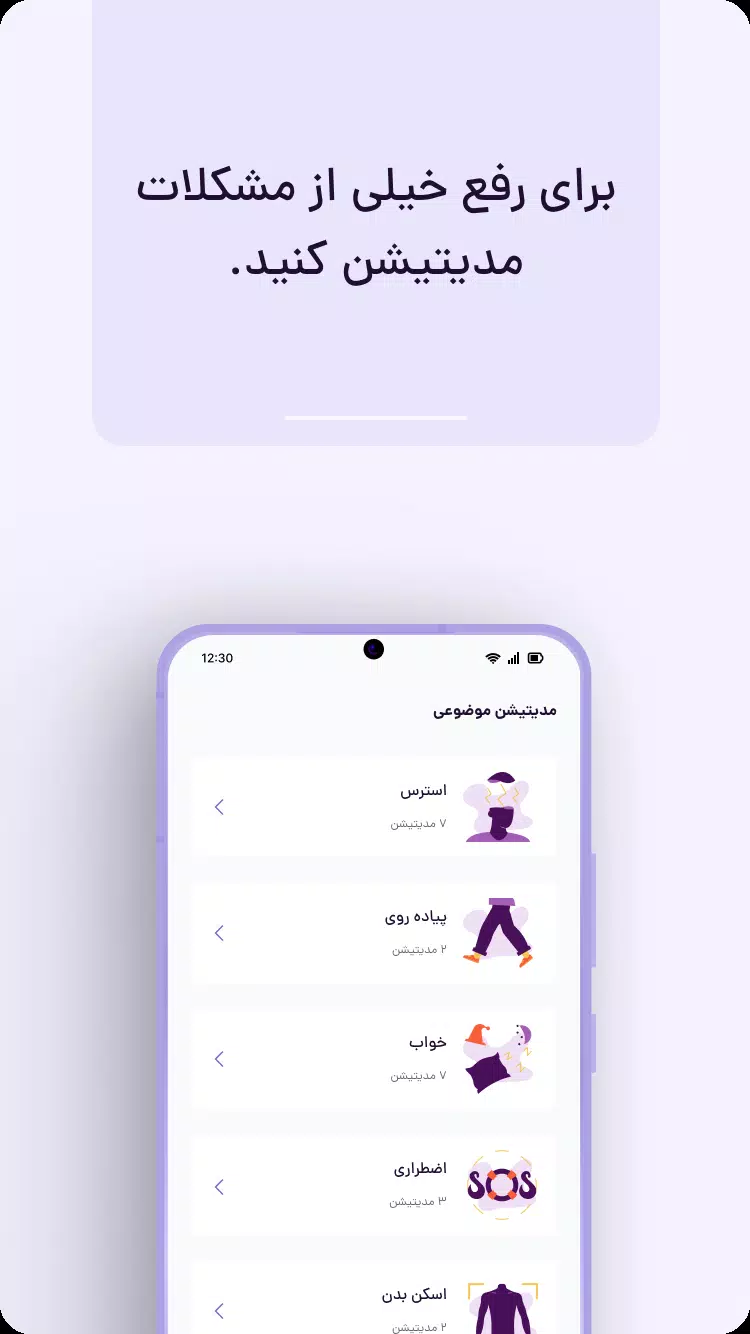 برای رفع خیلی از مشکلات
مدیتیشن کنید.
12:30
مدیتیشن موضوعی
استرس
۷ مدیتیشن
پیاده روی
۲ مدیتیشن
خواب
۷ مدیتیشن
اضطراری
۳ مدیتیشن
SOS
اسکن بدن
۲ مدیتیشن